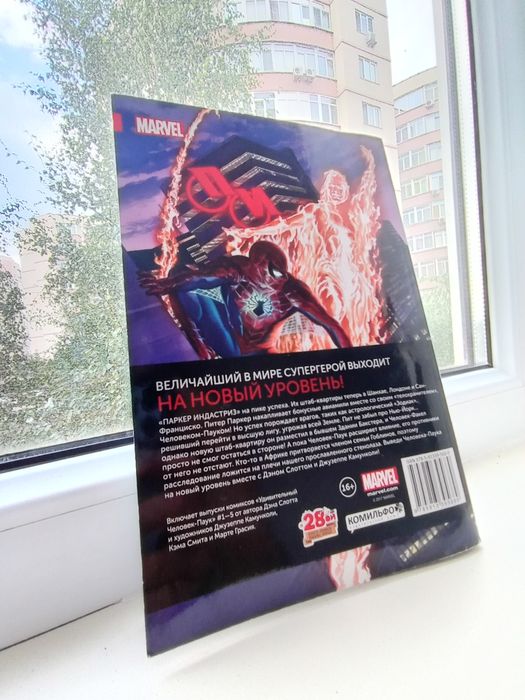 MARVEL
ПИ
ВЕЛИЧАЙШИЙ В МИРЕ СУПЕРГЕРОЙ ВЫХОДИТ
НА НОВЫЙ УРОВЕНЬ!
«ПАРКЕР ИНДАСТРИЗ» на пике успеха. Их штаб-квартиры теперь в Шанхае, Лондоне и Сан-
Франциско. Питер Паркер накапливает бонусные авиамили вместе со своим «телохранителем»
Человеком-Пауком! Но успех порождает врагов, таких как астрологический «Зодиак»,
решивший перейти в высшую лигу, угрожая всей Земле. Пит не забыл про Нью-Йорк...
однако новую штаб-квартиру он разместил в бывшем Здании Бакстера, и Человек-Факел
просто не смог остаться в стороне! А пока Человек-Паук расширяет влияние, его противники
от него не отстают. Кто-то в Африке притворяется членом семьи Гоблинов, поэтому
расследование ложится на плечи нашего прославленного стенолаза. Выведи Человека-Паука
на новый уровень вместе с Дэном Слоттом и Джузеппе Камунколи!
Включает выпуски комиксов «Удивительный
Человек-Паук» #1—5 от автора Дэна Слотта
и художников Джузеппе Камунколи,
Кэма Смита и Марте Грасия.
28ой
16+
КОМИЛЬФО
MARVEL
marvel.com
© 2017 MARVEL